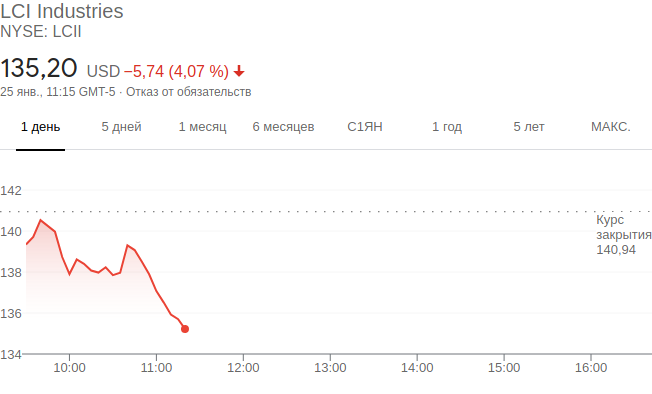 LCI Industries
NYSE: LCII
135,20 USD −5,74 (4,07 %)
25 янв., 11:15 GMT-5 · Отказ от обязательств
1 день 5 дней 1 месяц 6 месяцев С1ЯН 1 год 5 лет МАКС.
142
140
138
136
134
Курс
закрытия
140,94
10:00 11:00 12:00 13:00 14:00 15:00 16:00